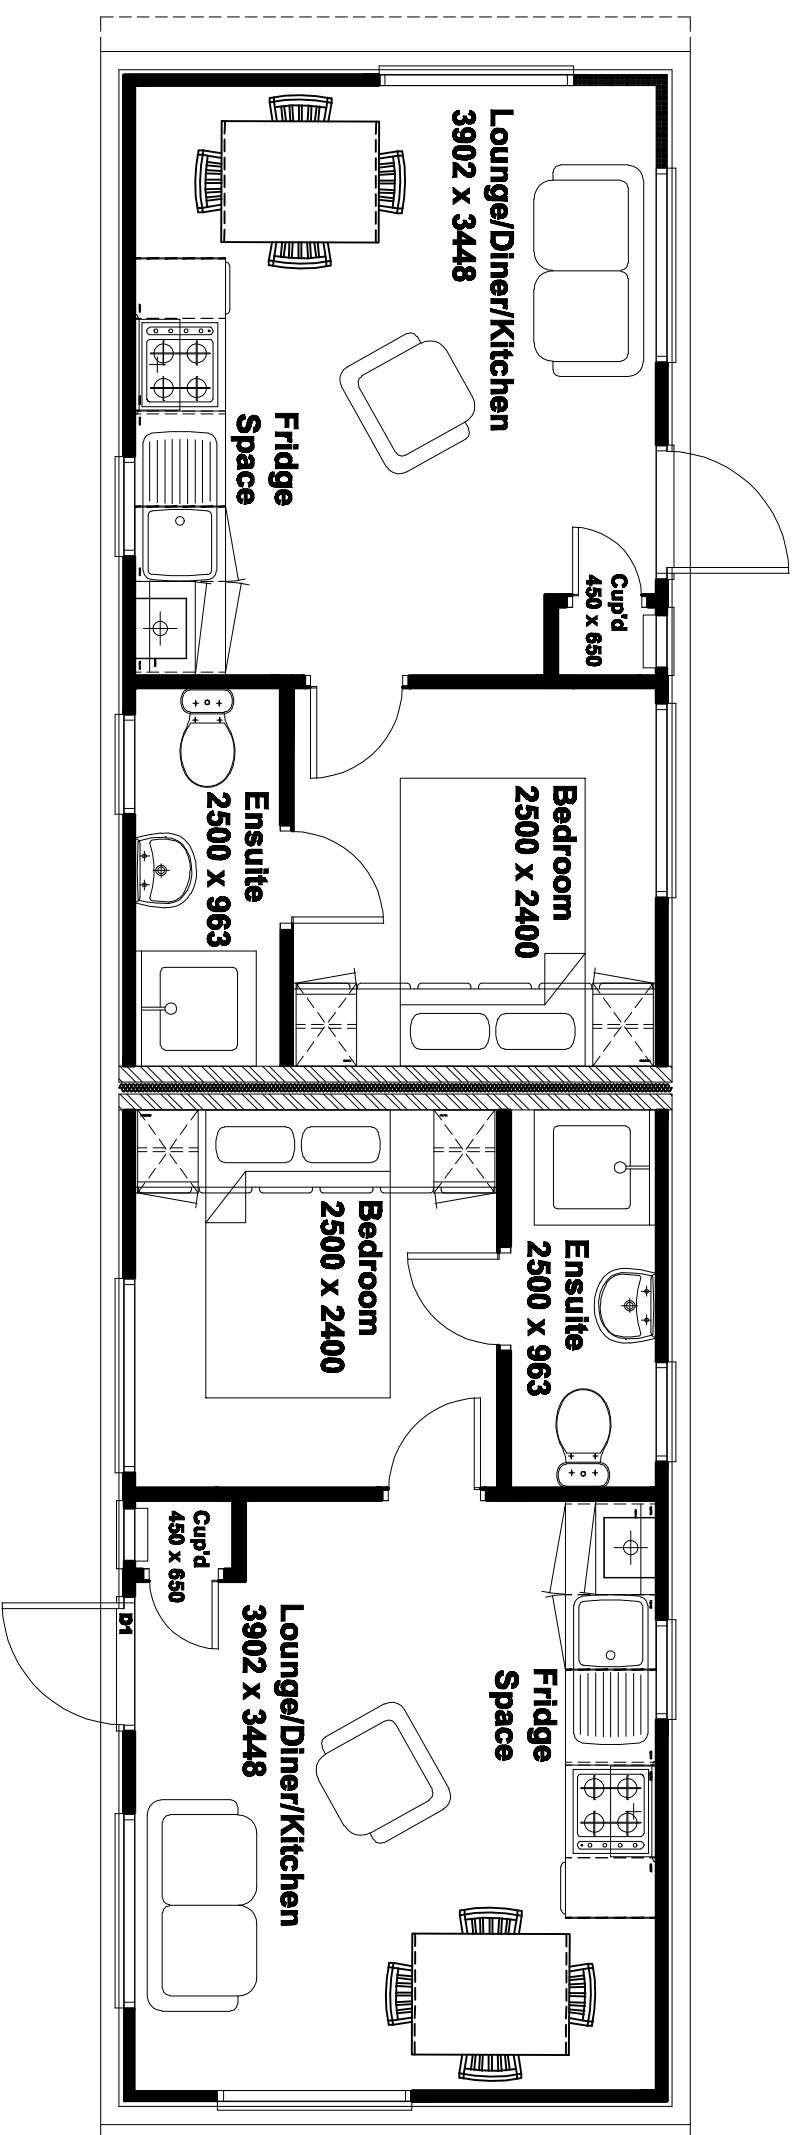 Lounge/Diner/Kitchen
3902 x 3448
Fridge
Space
Cup'd
450 x 650
Bedroom
2500 x 2400
Ensuite
2500 x 963
Ensuite
2500 x 963
Bedroom
2500 x 2400
Cup'd
450 x 650
D1
Lounge/Diner/Kitchen
3902 x 3448
Fridge
Space